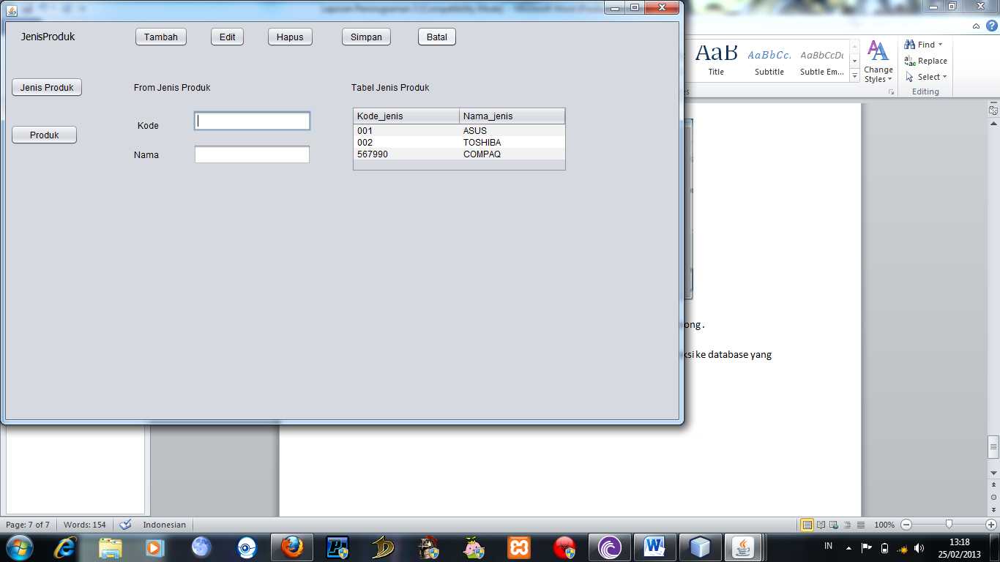 JenisProduk
Tambah
Edit
Hapus
Simpan
Batal
Jenis Produk
Produk
From Jenis Produk
Kode
Nama
Tabel Jenis Produk
Kode_jenis Nama_jenis
001 ASUS
002 TOSHIBA
567990 COMPAQ
AaB
Title
AaBbCc
Subtitle
AaBbCcDc
Subtle Em...
Change
Styles
Find
Replace
Select
Editing
ong.
ksi ke database yang
Page: 7 of 7
Words: 154
Indonesian
100%
IN
13:18
25/02/2013